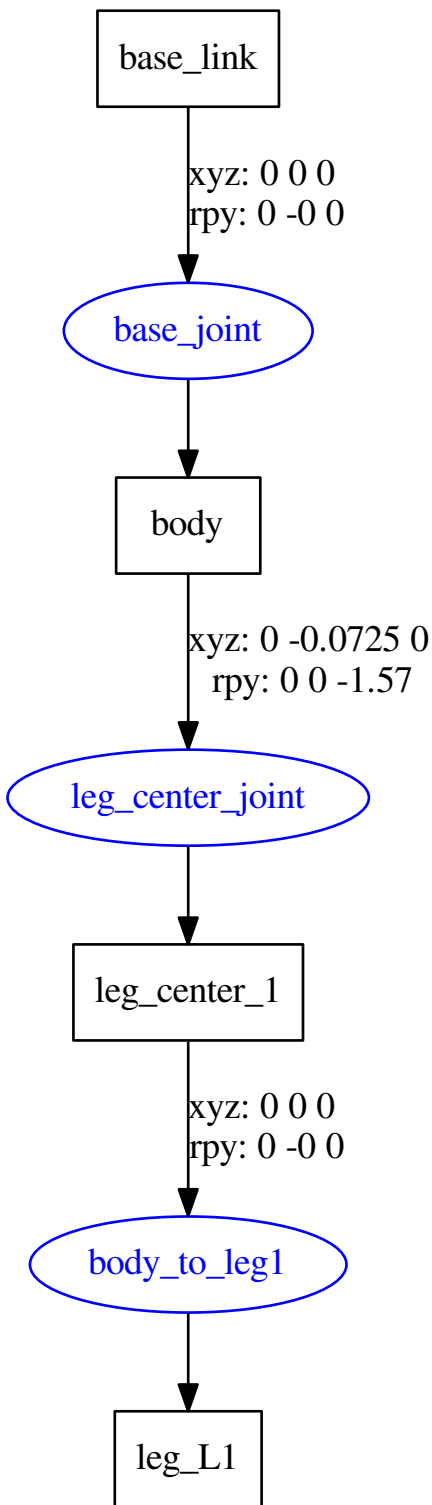 base_link
xyz: 0 0 0
rpy: 0 -0 0
base_joint
body
xyz: 0 -0.0725 0
rpy: 0 0 -1.57
leg_center_joint
leg_center_1
xyz: 0 0 0
rpy: 0 -0 0
body_to_leg1
leg_L1